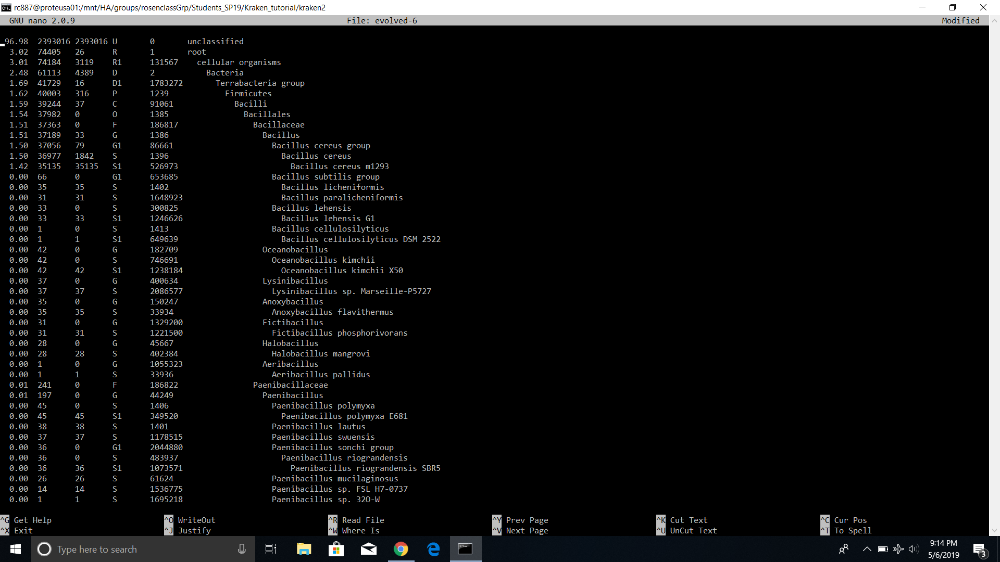 rc887@proteusa01:/mnt/HA/groups/rosenclassGrp/Students_SP19/Kraken_tutorial/kraken2
GNU nano 2.0.9 File: evolved-6 Modified
96.98 2393016 2393016 U 0 unclassified
3.02 74405 26 R 1 root
3.01 74184 3119 R1 131567 cellular organisms
2.48 61113 4389 D 2 Bacteria
1.69 41729 16 D1 1783272 Terrabacteria group
1.62 40003 316 P 1239 Firmicutes
1.59 39244 37 C 91061 Bacilli
1.54 37982 0 O 1385 Bacillales
1.51 37363 0 F 186817 Bacillaceae
1.51 37189 33 G 1386 Bacillus
1.50 37056 79 G1 86661 Bacillus cereus group
1.50 36977 1842 S 1396 Bacillus cereus
1.42 35135 35135 S1 526973 Bacillus cereus m1293
0.00 66 0 G1 653685 Bacillus subtilis group
0.00 35 35 S 1402 Bacillus licheniformis
0.00 31 31 S 1648923 Bacillus paralicheniformis
0.00 33 0 S 300825 Bacillus lehensis
0.00 33 33 S1 1246626 Bacillus lehensis G1
0.00 1 0 S 1413 Bacillus cellulosilyticus
0.00 1 1 S1 649639 Bacillus cellulosilyticus DSM 2522
0.00 42 0 G 182709 Oceanobacillus
0.00 42 0 S 746691 Oceanobacillus kimchii
0.00 42 42 S1 1238184 Oceanobacillus kimchii X50
0.00 37 0 G 400634 Lysinibacillus
0.00 37 37 S 2086577 Lysinibacillus sp. Marseille-P5727
0.00 35 0 G 150247 Anoxybacillus
0.00 35 35 S 33934 Anoxybacillus flavithermus
0.00 31 0 G 1329200 Fictibacillus
0.00 31 31 S 1221500 Fictibacillus phosphorivorans
0.00 28 0 G 45667 Halobacillus
0.00 28 28 S 402384 Halobacillus mangrovi
0.00 1 0 G 1055323 Aeribacillus
0.00 1 1 S 33936 Aeribacillus pallidus
0.01 241 0 F 186822 Paenibacillaceae
0.01 197 0 G 44249 Paenibacillus
0.00 45 0 S 1406 Paenibacillus polymyxa
0.00 45 45 S1 349520 Paenibacillus polymyxa E681
0.00 38 38 S 1401 Paenibacillus lautus
0.00 37 37 S 1178515 Paenibacillus swuensis
0.00 36 0 G1 2044880 Paenibacillus sonchi group
0.00 36 0 S 483937 Paenibacillus riograndensis
0.00 36 36 S1 1073571 Paenibacillus riograndensis SBR5
0.00 26 26 S 61624 Paenibacillus mucilaginosus
0.00 14 14 S 1536775 Paenibacillus sp. FSL H7-0737
0.00 1 1 S 1695218 Paenibacillus sp. 32O-W
^G Get Help ^O WriteOut ^R Read File ^Y Prev Page ^K Cut Text ^C Cur Pos
^X Exit ^J Justify ^W Where Is ^V Next Page ^U UnCut Text ^T To Spell
Type here to search
9:14 PM
5/6/2019
3